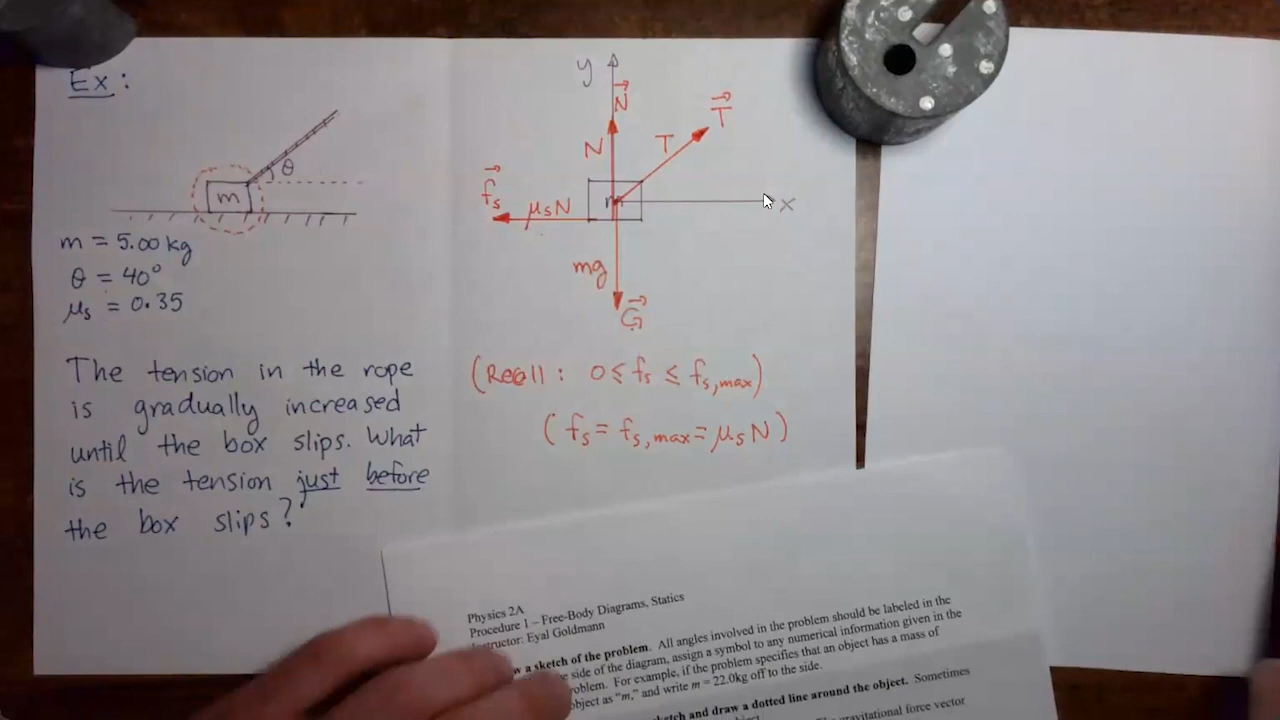 Ex:
θ
m
m = 5.00 kg
θ = 40°
μs = 0.35
The tension in the rope
is gradually increased
until the box slips. What
is the tension just before
the box slips?
y
N⃗
N
T
T⃗
f⃗s
μsN
m
x
mg
G⃗
(Recall: 0 ≤ fs ≤ fs,max)
(fs = fs,max = μsN)
Physics 2A
Procedure 1 – Free-Body Diagrams, Statics
Instructor: Eyal Goldmann
a sketch of the problem. All angles involved in the problem should be labeled in the
side of the diagram, assign a symbol to any numerical information given in the
For example, if the problem specifies that an object has a mass of
object as "m," and write m = 22.0kg off to the side.
and draw a dotted line around the object. Sometimes
gravitational force vector